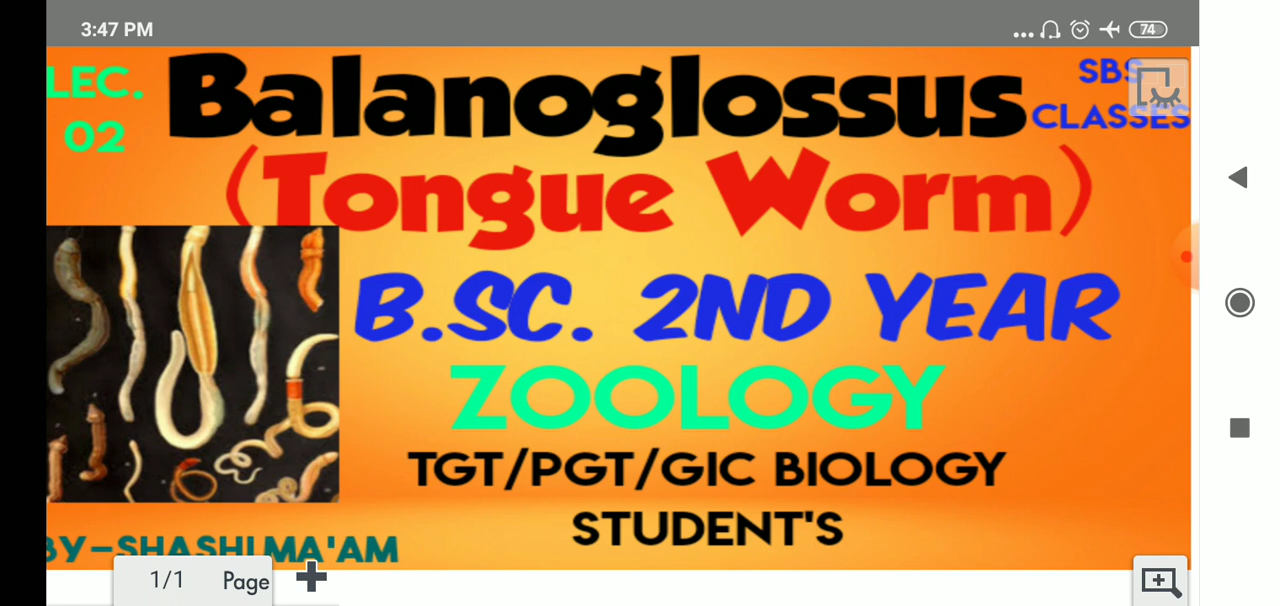 3:47 PM
74
LEC.
02
Balanoglossus
SBS
CLASSES
(Tongue Worm)
B.SC. 2ND YEAR
ZOOLOGY
TGT/PGT/GIC BIOLOGY
STUDENT'S
BY-SHASHI MA'AM
1/1 Page